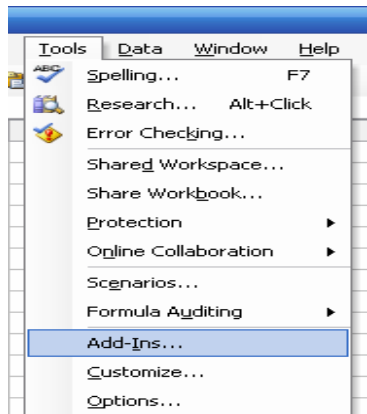 Tools Data Window Help
ABC Spelling... F7
Research... Alt+Click
Error Checking...
Shared Workspace...
Share Workbook...
Protection
Online Collaboration
Scenarios...
Formula Auditing
Add-Ins...
Customize...
Options...